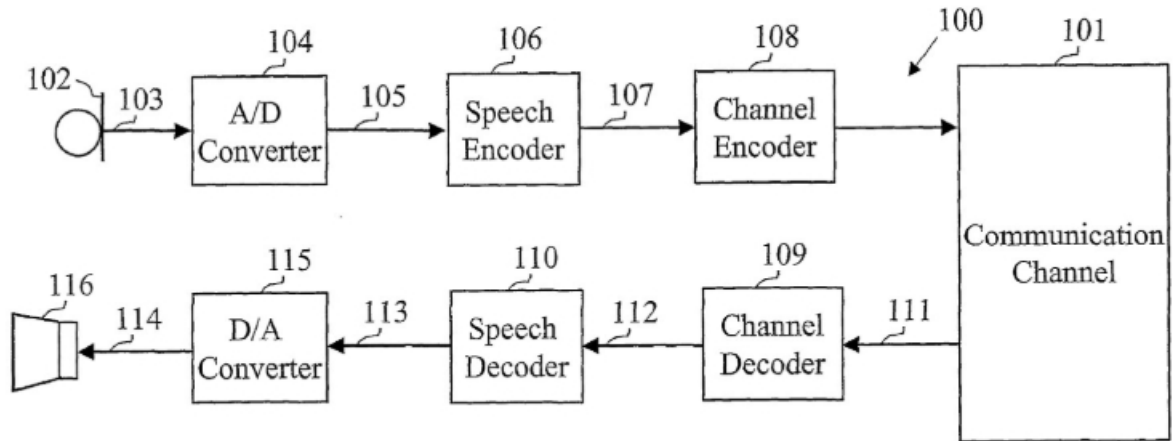 100
101
102
103
104
A/D
Converter
105
106
Speech
Encoder
107
108
Channel
Encoder
Communication
Channel
116
114
115
D/A
Converter
113
110
Speech
Decoder
112
109
Channel
Decoder
111